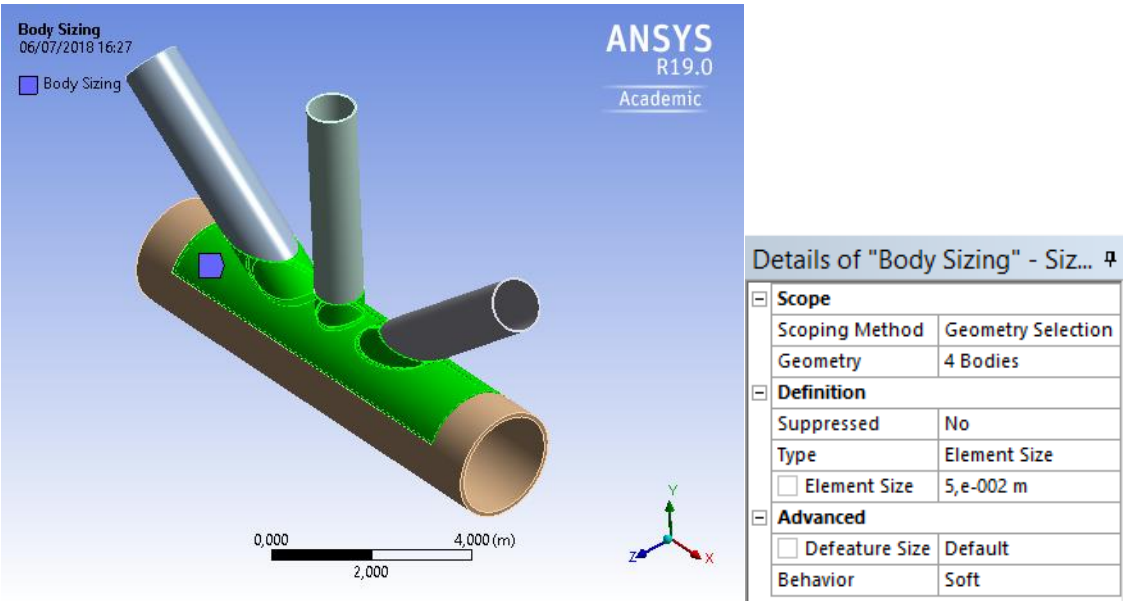 Body Sizing
06/07/2018 16:27
Body Sizing
ANSYS
R19.0
Academic
0,000 4,000 (m)
2,000
Y
Z X
Details of "Body Sizing" - Siz...
Scope
Scoping Method Geometry Selection
Geometry 4 Bodies
Definition
Suppressed No
Type Element Size
Element Size 5,e-002 m
Advanced
Defeature Size Default
Behavior Soft